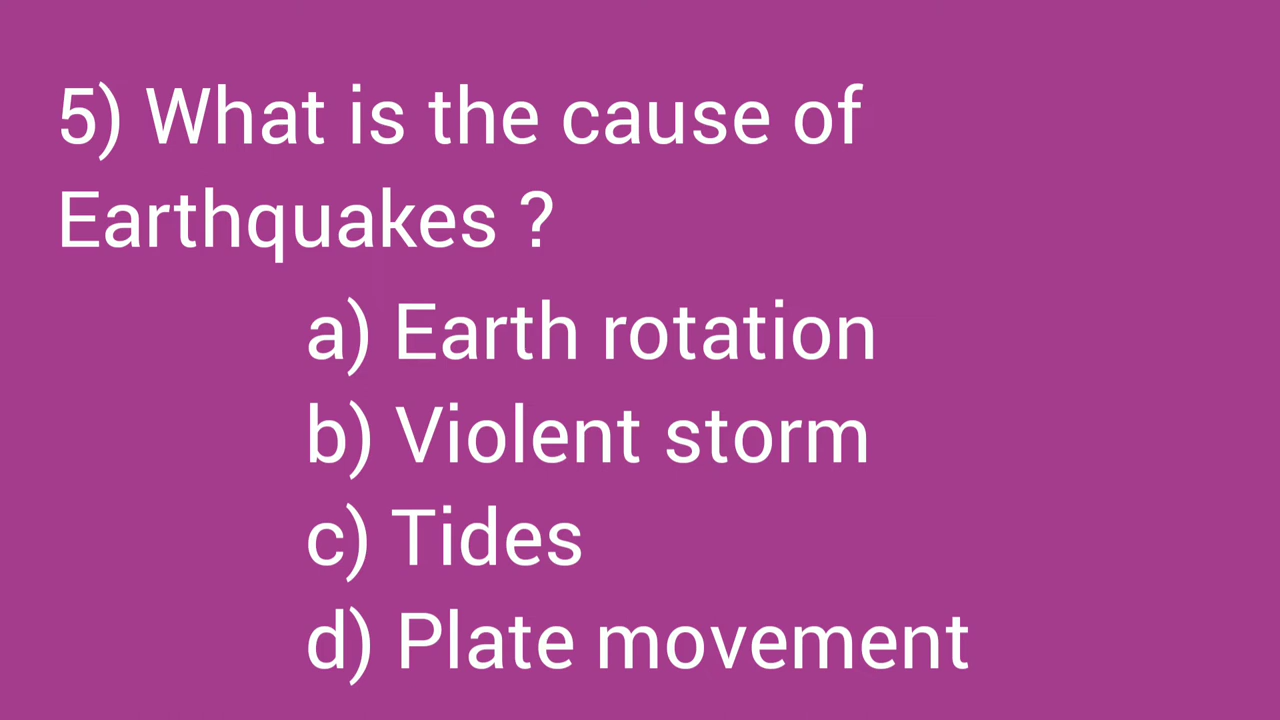 5) What is the cause of
Earthquakes ?
a) Earth rotation
b) Violent storm
c) Tides
d) Plate movement